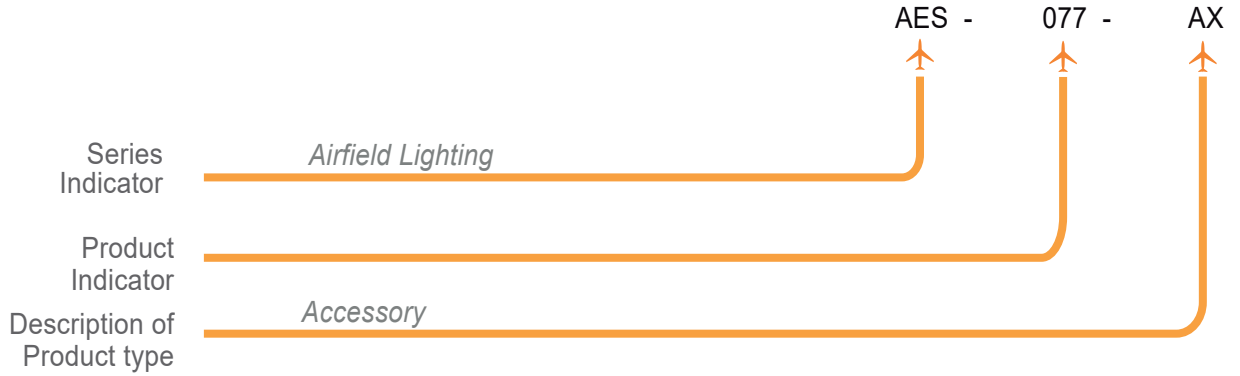 AES - 077 - AX
Series
Indicator
Airfield Lighting
Product
Indicator
Description of
Product type
Accessory